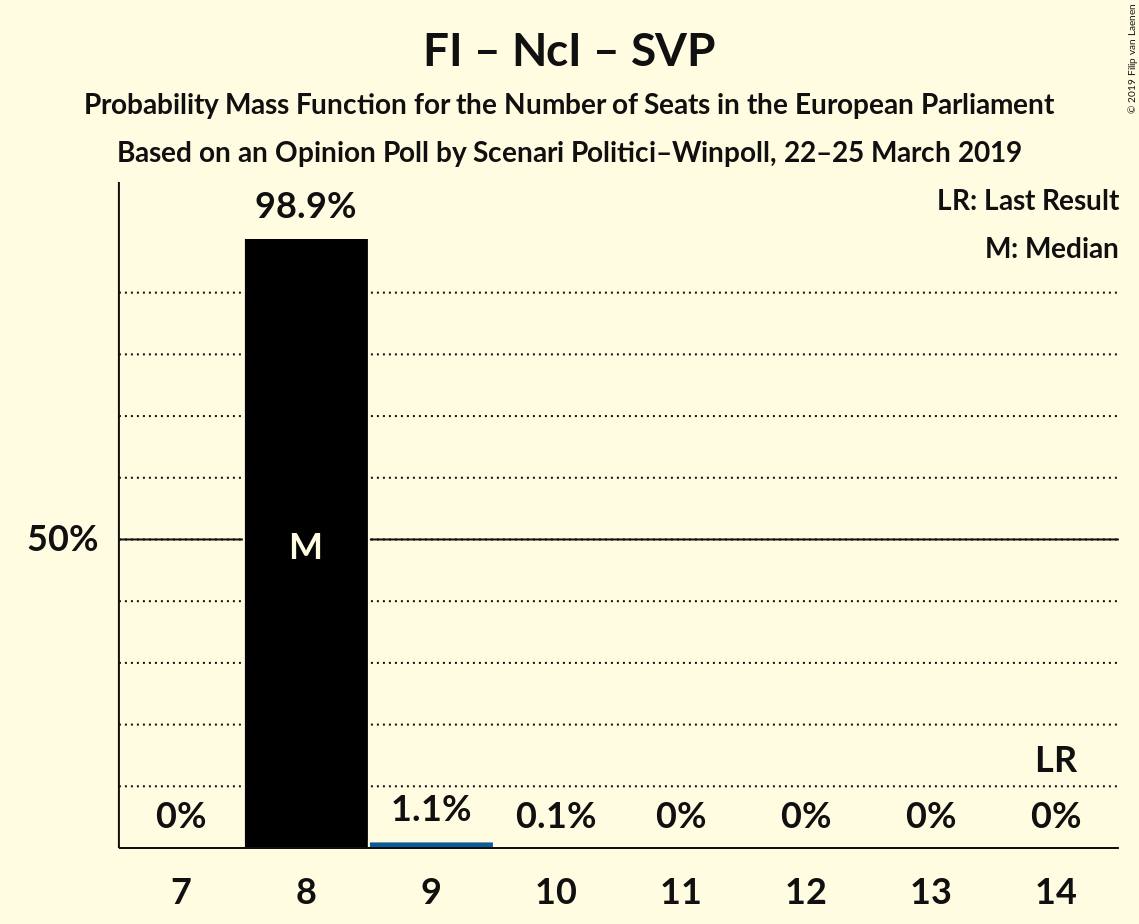 FI – NcI – SVP
Probability Mass Function for the Number of Seats in the European Parliament
Based on an Opinion Poll by Scenari Politici–Winpoll, 22–25 March 2019
© 2019 Filip van Laenen
LR: Last Result
M: Median
98.9%
50%
M
LR
0%
1.1%
0.1%
0%
0%
0%
0%
7
8
9
10
11
12
13
14